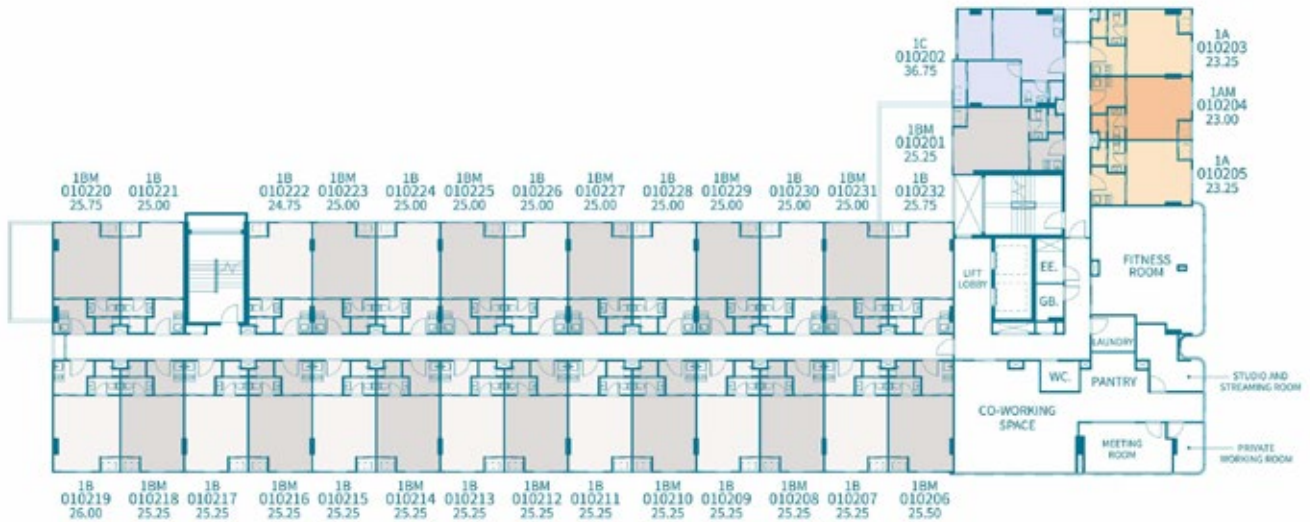 1C
010202
36.75
1A
010203
23.25
1AM
010204
23.00
1BM
010201
25.25
1A
010205
23.25
1BM
010220
25.75
1B
010221
25.00
1B
010222
24.75
1BM
010223
25.00
1B
010224
25.00
1BM
010225
25.00
1B
010226
25.00
1BM
010227
25.00
1B
010228
25.00
1BM
010229
25.00
1B
010230
25.00
1BM
010231
25.00
1B
010232
25.75
LIFT
LOBBY
EE.
GB.
FITNESS
ROOM
LAUNDRY
WC.
PANTRY
STUDIO AND
STREAMING ROOM
CO-WORKING
SPACE
MEETING
ROOM
PRIVATE
WORKING ROOM
1B
010219
26.00
1BM
010218
25.25
1B
010217
25.25
1BM
010216
25.25
1B
010215
25.25
1BM
010214
25.25
1B
010213
25.25
1BM
010212
25.25
1B
010211
25.25
1BM
010210
25.25
1B
010209
25.25
1BM
010208
25.25
1B
010207
25.25
1BM
010206
25.50